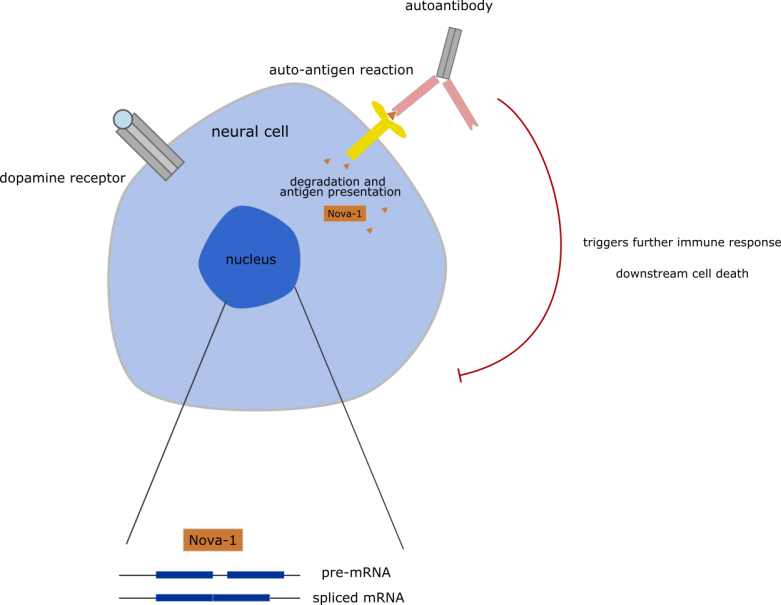 autoantibody
auto-antigen reaction
neural cell
dopamine receptor
degradation and
antigen presentation
Nova-1
triggers further immune response
downstream cell death
nucleus
Nova-1
pre-mRNA
spliced mRNA